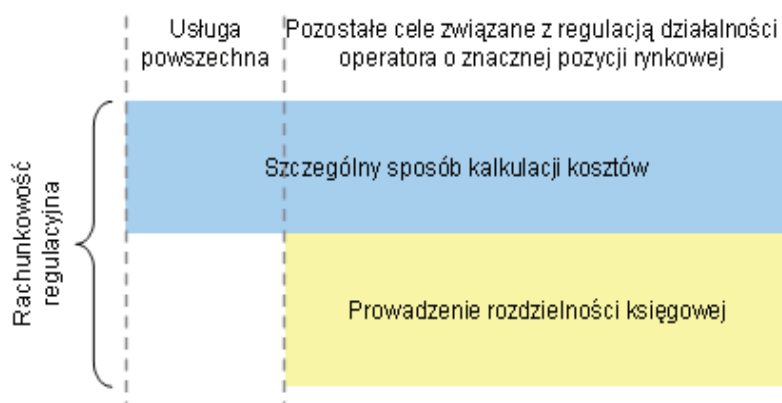 Usługa
powszechna
Pozostałe cele związane z regulacją działalności
operatora o znacznej pozycji rynkowej
Rachunkowość
regulacyjna
Szczególny sposób kalkulacji kosztów
Prowadzenie rozdzielności księgowej